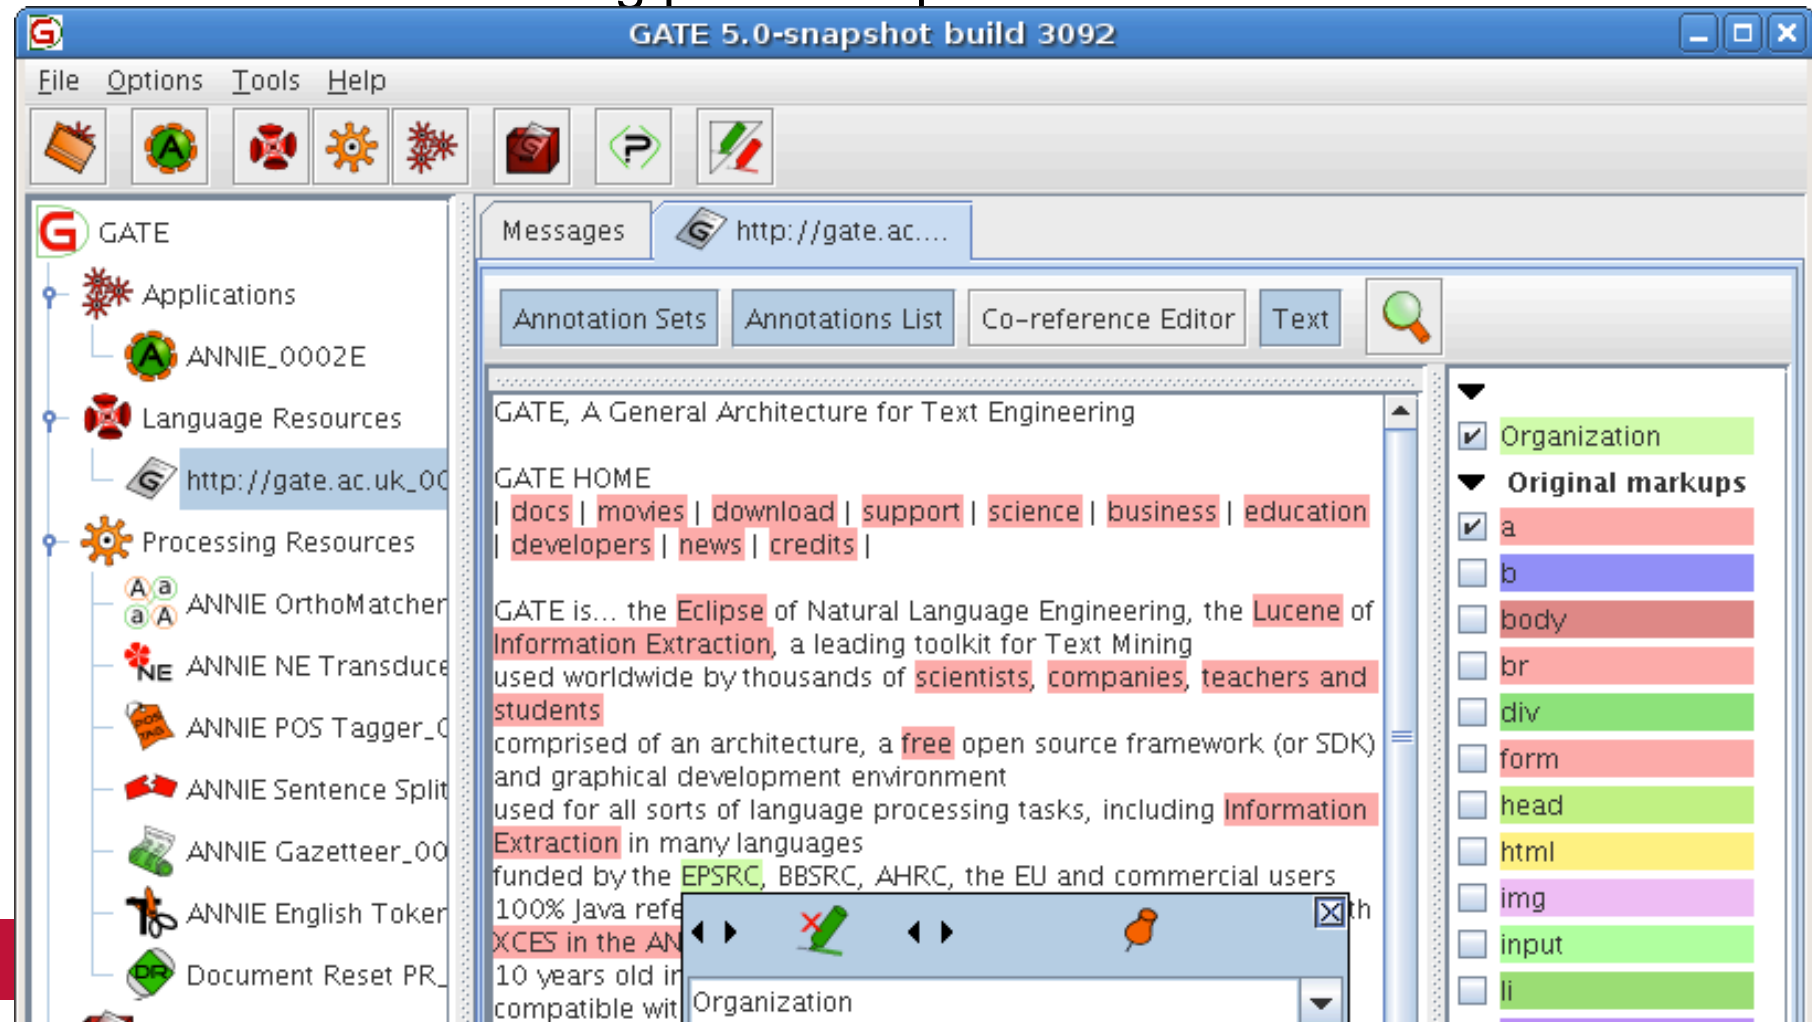 GATE 5.0-snapshot build 3092
File Options Tools Help
GATE
Applications
ANNIE_0002E
Language Resources
http://gate.ac.uk_00
Processing Resources
ANNIE OrthoMatcher
ANNIE NE Transduce
ANNIE POS Tagger_0
ANNIE Sentence Split
ANNIE Gazetteer_00
ANNIE English Token
Document Reset PR_
Messages http://gate.ac....
Annotation Sets Annotations List Co-reference Editor Text
GATE, A General Architecture for Text Engineering
GATE HOME
| docs | movies | download | support | science | business | education
| developers | news | credits |
GATE is... the Eclipse of Natural Language Engineering, the Lucene of
Information Extraction, a leading toolkit for Text Mining
used worldwide by thousands of scientists, companies, teachers and
students
comprised of an architecture, a free open source framework (or SDK)
and graphical development environment
used for all sorts of language processing tasks, including Information
Extraction in many languages
funded by the EPSRC, BBSRC, AHRC, the EU and commercial users
100% Java refe th
XCES in the AN
10 years old in
compatible wit
Organization
Organization
Original markups
a
b
body
br
div
form
head
html
img
input
li